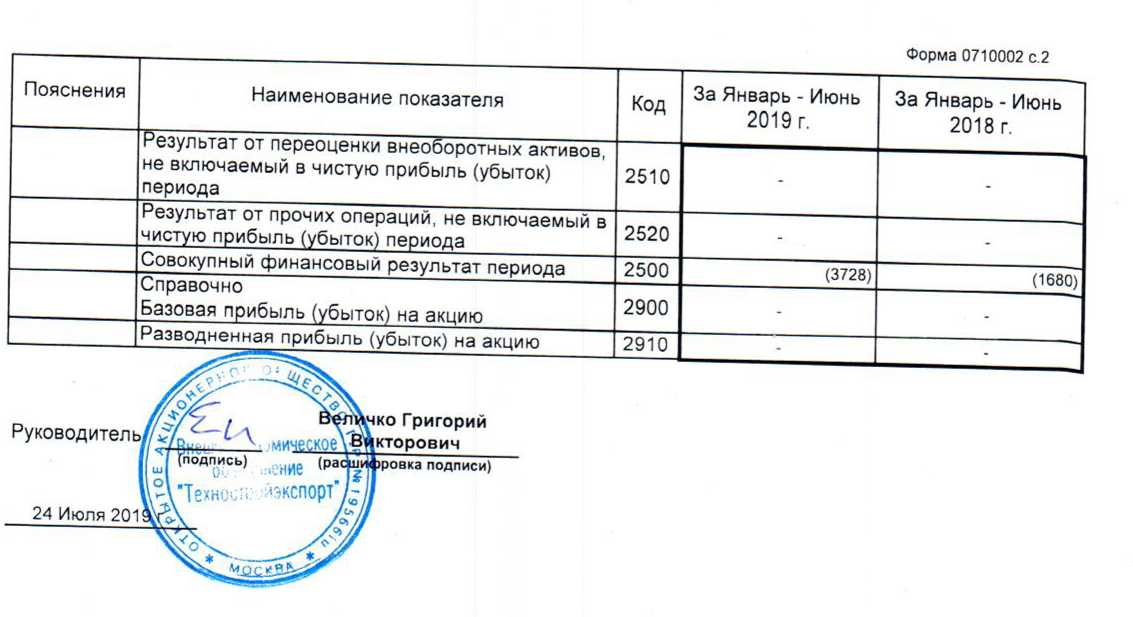 Форма 0710002 с.2
Пояснения
Наименование показателя
Код
За Январь - Июнь
2019 г.
За Январь - Июнь
2018 г.
Результат от переоценки внеоборотных активов,
не включаемый в чистую прибыль (убыток)
периода
2510
-
-
Результат от прочих операций, не включаемый в
чистую прибыль (убыток) периода
2520
-
-
Совокупный финансовый результат периода
2500
(3728)
(1680)
Справочно
Базовая прибыль (убыток) на акцию
2900
-
-
Разводненная прибыль (убыток) на акцию
2910
-
-
Руководитель
Величко Григорий
Викторович
(подпись)
(расшифровка подписи)
24 Июля 2019 г
ОТКРЫТОЕ АКЦИОНЕРНОЕ ОБЩЕСТВО
"Техностройэкспорт"
МОСКВА